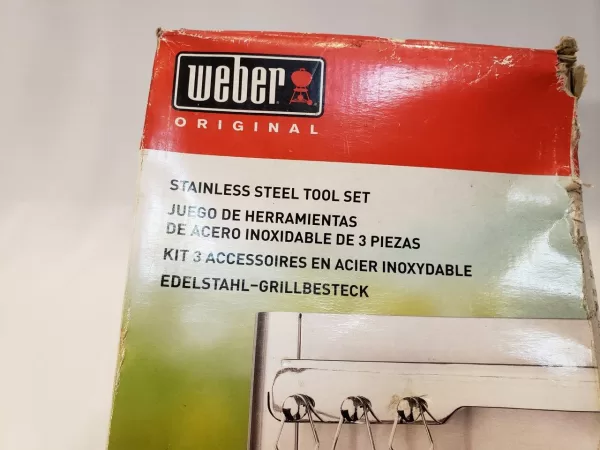 weber
ORIGINAL
STAINLESS STEEL TOOL SET
JUEGO DE HERRAMIENTAS
DE ACERO INOXIDABLE DE 3 PIEZAS
KIT 3 ACCESSOIRES EN ACIER INOXYDABLE
EDELSTAHL-GRILLBESTECK